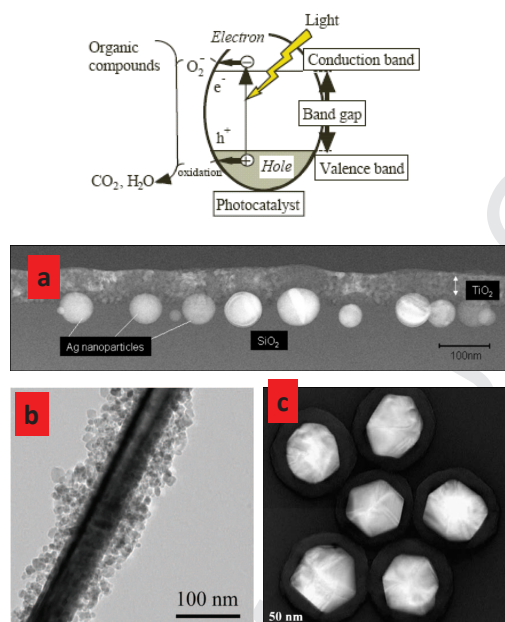 Light
Electron
Organic
compounds
O₂⁻
−
Conduction band
e⁻
Band gap
h⁺
Hole
oxidation
+
Valence band
CO₂, H₂O
Photocatalyst
a
TiO₂
Ag nanoparticles
SiO₂
100nm
b
100 nm
c
50 nm